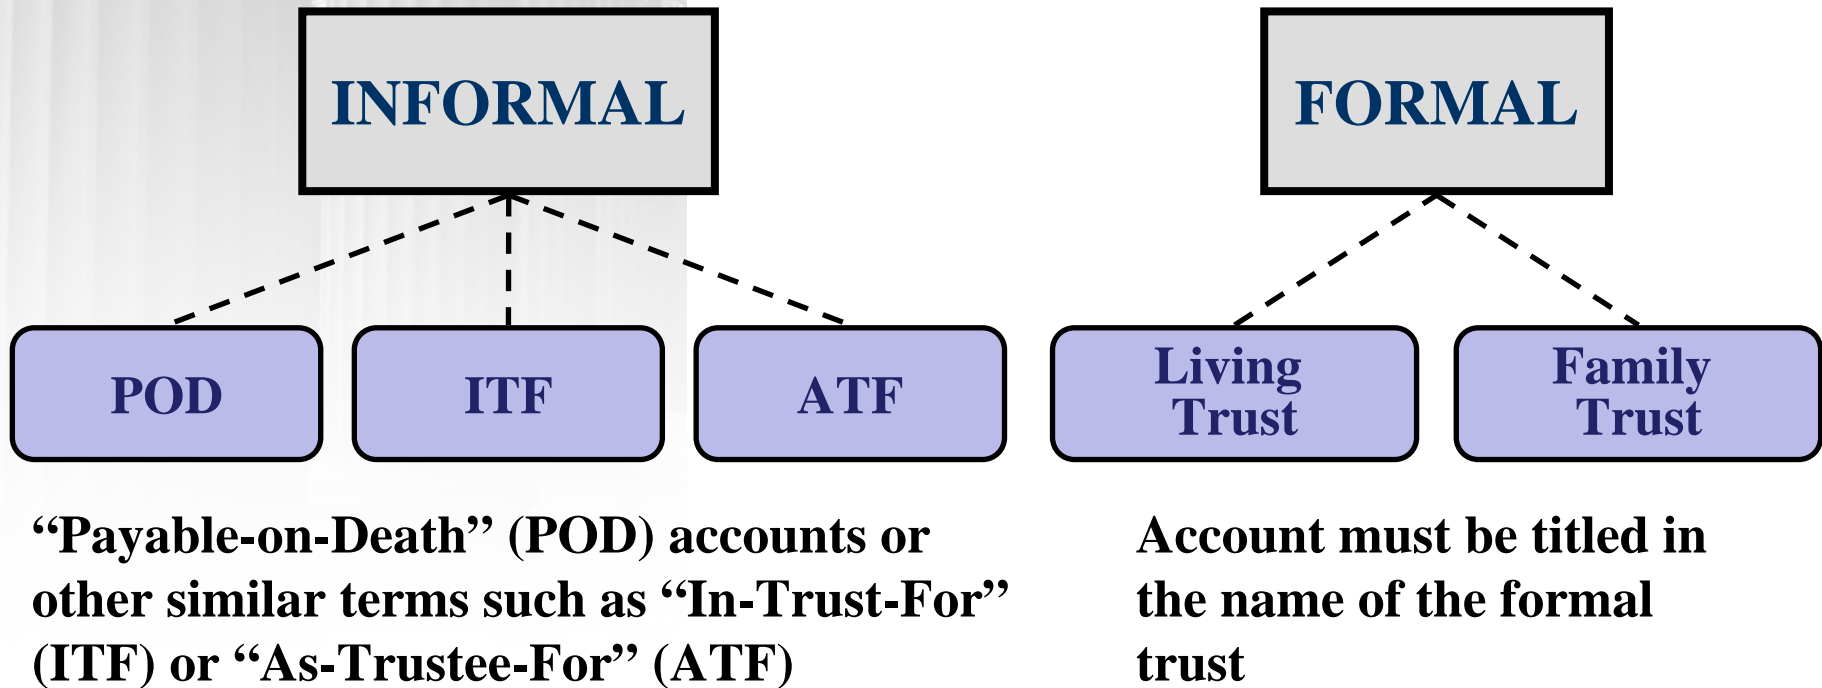 INFORMAL
FORMAL
POD
ITF
ATF
Living
Trust
Family
Trust
“Payable-on-Death” (POD) accounts or
other similar terms such as “In-Trust-For”
(ITF) or “As-Trustee-For” (ATF)
Account must be titled in
the name of the formal
trust